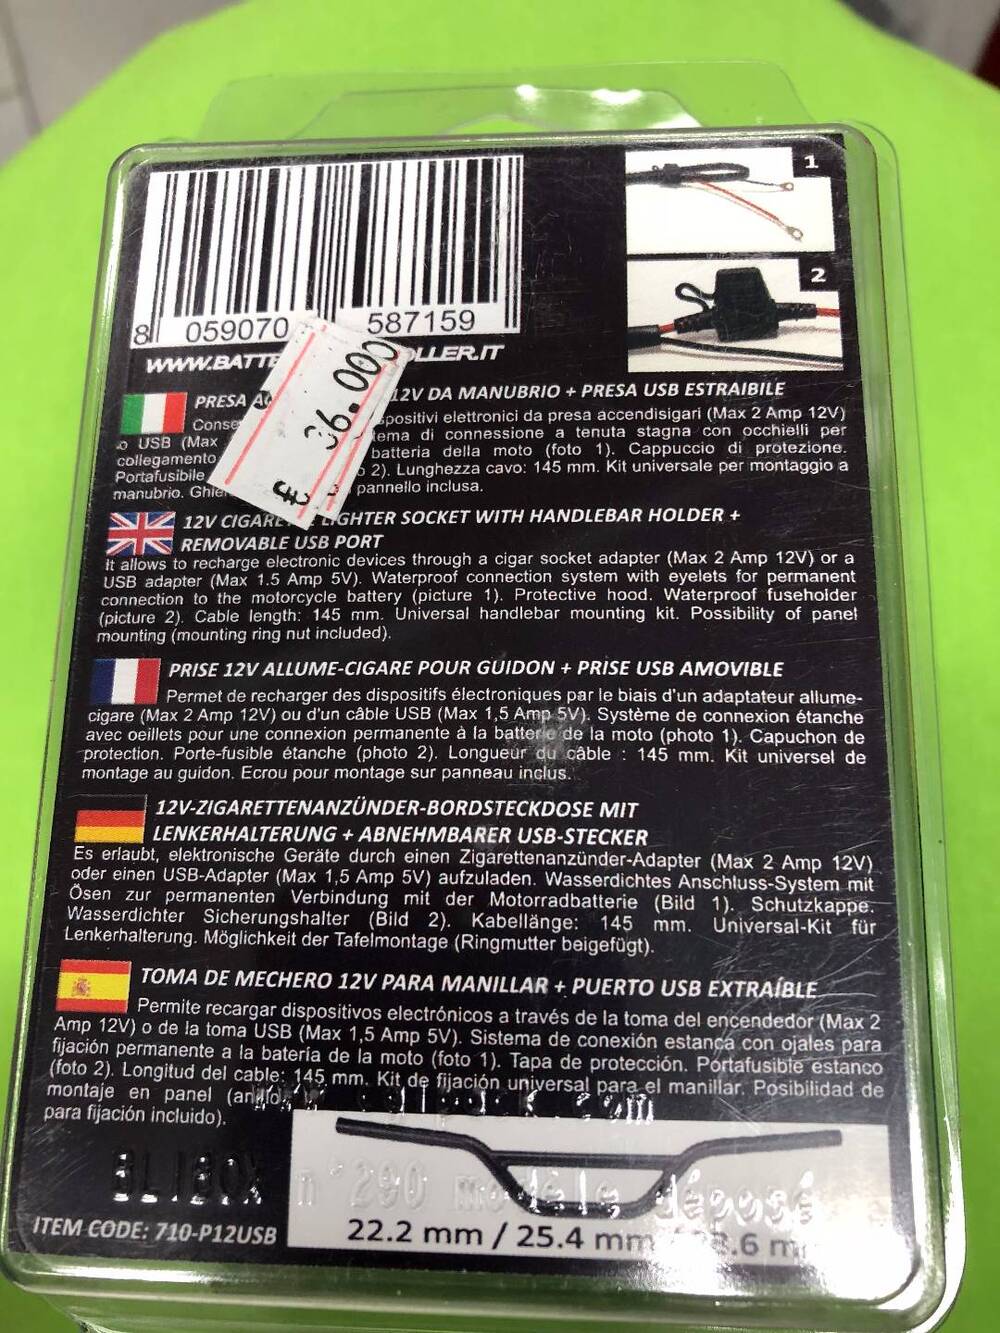 1
2
8 059070 587159
WWW.BATTE OLLER.IT
36.000
€
PRESA 12V DA MANUBRIO + PRESA USB ESTRAIBILE
spositivi elettronici da presa accendisigari (Max 2 Amp 12V)
o USB (Max tema di connessione a tenuta stagna con occhielli per
collegamento batteria della moto (foto 1). Cappuccio di protezione.
Portafusibile 2). Lunghezza cavo: 145 mm. Kit universale per montaggio a
manubrio. Ghie pannello inclusa.
12V CIGARE LIGHTER SOCKET WITH HANDLEBAR HOLDER +
REMOVABLE USB PORT
It allows to recharge electronic devices through a cigar socket adapter (Max 2 Amp 12V) or a
USB adapter (Max 1.5 Amp 5V). Waterproof connection system with eyelets for permanent
connection to the motorcycle battery (picture 1). Protective hood. Waterproof fuseholder
(picture 2). Cable length: 145 mm. Universal handlebar mounting kit. Possibility of panel
mounting (mounting ring nut included).
PRISE 12V ALLUME-CIGARE POUR GUIDON + PRISE USB AMOVIBLE
Permet de recharger des dispositifs électroniques par le biais d'un adaptateur allume-
cigare (Max 2 Amp 12V) ou d'un câble USB (Max 1,5 Amp 5V). Système de connexion étanche
avec oeillets pour une connexion permanente à la batterie de la moto (photo 1). Capuchon de
protection. Porte-fusible étanche (photo 2). Longueur du câble : 145 mm. Kit universel de
montage au guidon. Ecrou pour montage sur panneau inclus.
12V-ZIGARETTENANZÜNDER-BORDSTECKDOSE MIT
LENKERHALTERUNG + ABNEHMBARER USB-STECKER
Es erlaubt, elektronische Geräte durch einen Zigarettenanzünder-Adapter (Max 2 Amp 12V)
oder einen USB-Adapter (Max 1,5 Amp 5V) aufzuladen. Wasserdichtes Anschluss-System mit
Ösen zur permanenten Verbindung mit der Motorradbatterie (Bild 1). Schutzkappe.
Wasserdichter Sicherungshalter (Bild 2). Kabellänge: 145 mm. Universal-Kit für
Lenkerhalterung. Möglichkeit der Tafelmontage (Ringmutter beigefügt).
TOMA DE MECHERO 12V PARA MANILLAR + PUERTO USB EXTRAÍBLE
Permite recargar dispositivos electrónicos a través de la toma del encendedor (Max 2
Amp 12V) o de la toma USB (Max 1,5 Amp 5V). Sistema de conexión estanca con ojales para
fijación permanente a la batería de la moto (foto 1). Tapa de protección. Portafusible estanco
(foto 2). Longitud del cable: 145 mm. Kit de fijación universal para el manillar. Posibilidad de
montaje en panel (anillo
para fijación incluido).
BLISBOX n°290 modèle déposé
ITEM CODE: 710-P12USB
22.2 mm / 25.4 mm